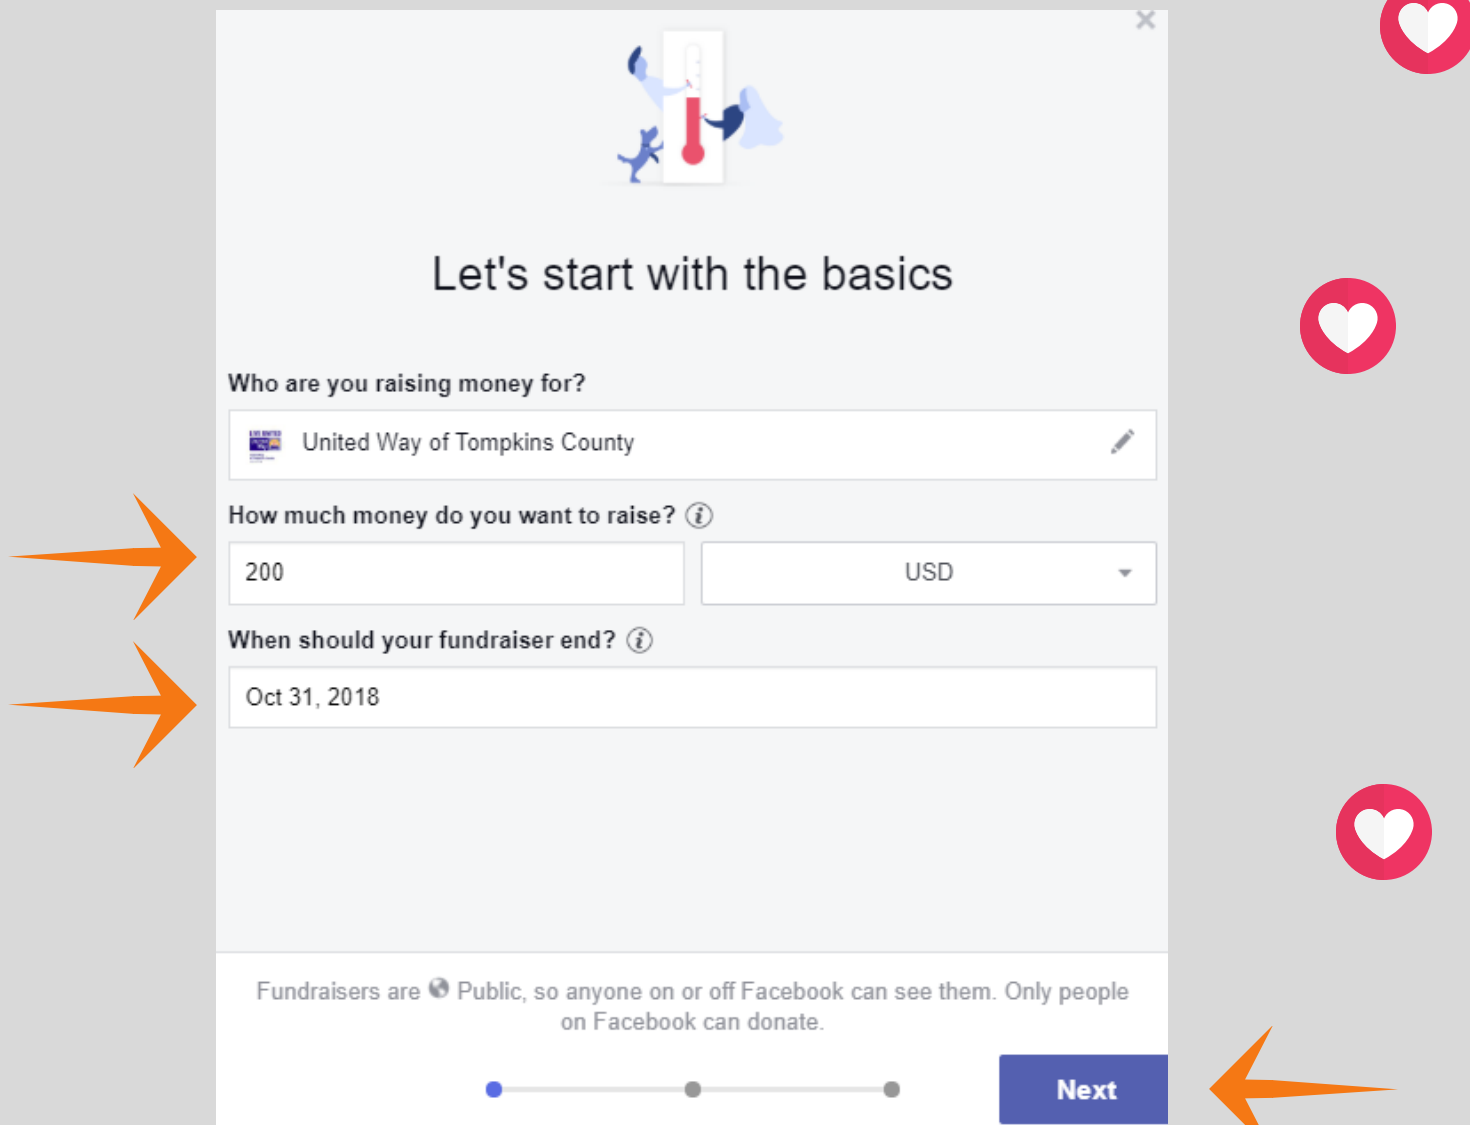 Let's start with the basics
Who are you raising money for?
United Way of Tompkins County
How much money do you want to raise?
200
USD
When should your fundraiser end?
Oct 31, 2018
Fundraisers are Public, so anyone on or off Facebook can see them. Only people
on Facebook can donate.
Next